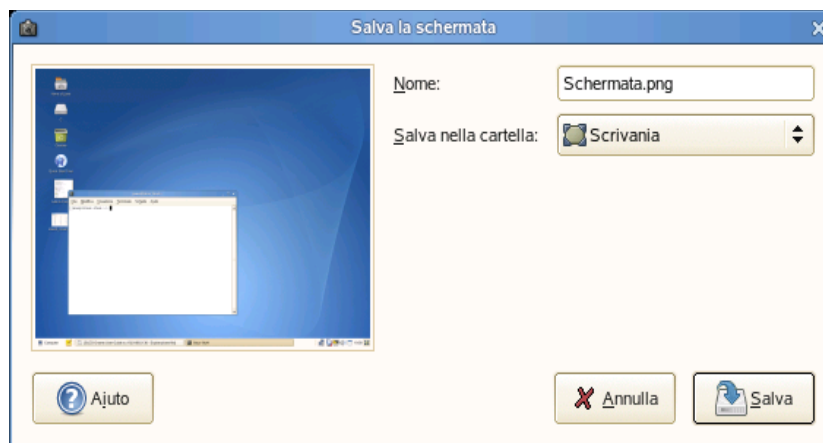 Salva la schermata
Nome:
Schermata.png
Salva nella cartella:
Scrivania
Aiuto
Annulla
Salva